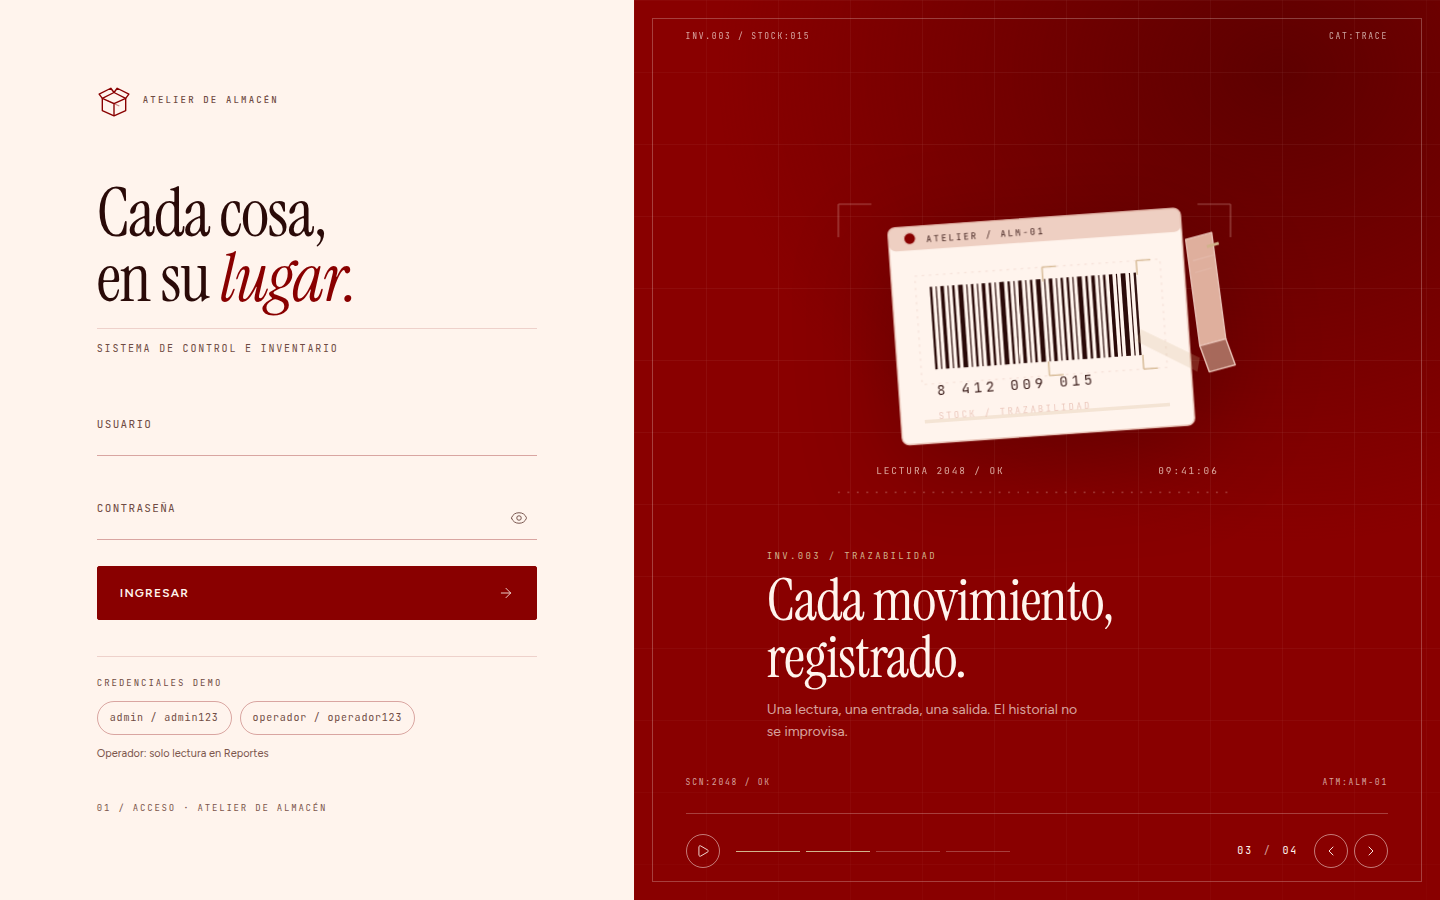 ATELIER DE ALMACÉN
Cada cosa,
en su lugar.
SISTEMA DE CONTROL E INVENTARIO
USUARIO
CONTRASEÑA
INGRESAR
CREDENCIALES DEMO
admin / admin123
operador / operador123
Operador: solo lectura en Reportes
01 / ACCESO · ATELIER DE ALMACÉN
INV.003 / STOCK:015
CAT:TRACE
ATELIER / ALM-01
8 412 009 015
STOCK / TRAZABILIDAD
LECTURA 2048 / OK
09:41:06
INV.003 / TRAZABILIDAD
Cada movimiento,
registrado.
Una lectura, una entrada, una salida. El historial no
se improvisa.
SCN:2048 / OK
ATM:ALM-01
03 / 04